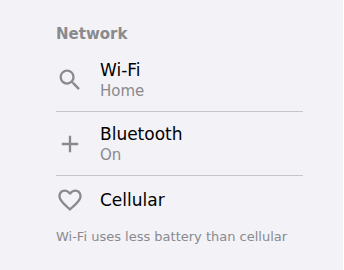 Network
Wi-Fi
Home
Bluetooth
On
Cellular
Wi-Fi uses less battery than cellular